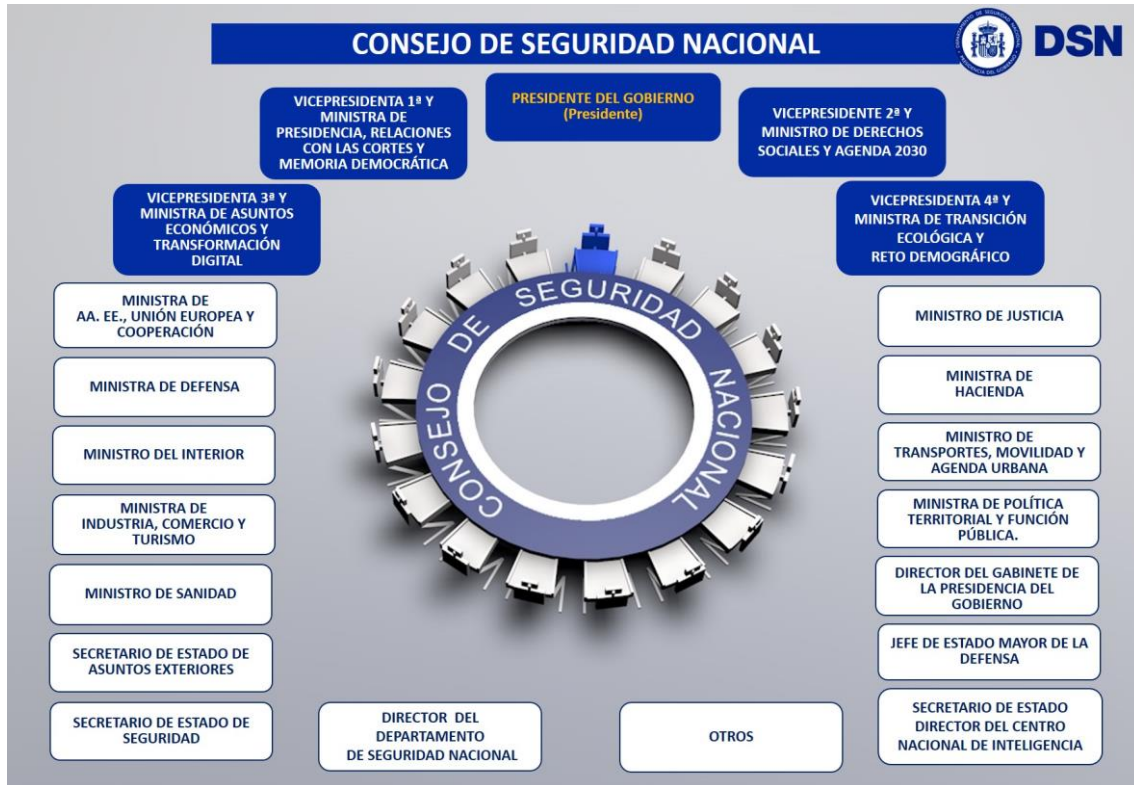 CONSEJO DE SEGURIDAD NACIONAL
DSN
PRESIDENTE DEL GOBIERNO
(Presidente)
VICEPRESIDENTA 1ª Y
MINISTRA DE
PRESIDENCIA, RELACIONES
CON LAS CORTES Y
MEMORIA DEMOCRÁTICA
VICEPRESIDENTE 2ª Y
MINISTRO DE DERECHOS
SOCIALES Y AGENDA 2030
VICEPRESIDENTA 3ª Y
MINISTRA DE ASUNTOS
ECONÓMICOS Y
TRANSFORMACIÓN
DIGITAL
VICEPRESIDENTA 4ª Y
MINISTRA DE TRANSICIÓN
ECOLÓGICA Y
RETO DEMOGRÁFICO
CONSEJO DE SEGURIDAD NACIONAL
MINISTRA DE
AA. EE., UNIÓN EUROPEA Y
COOPERACIÓN
MINISTRA DE DEFENSA
MINISTRO DEL INTERIOR
MINISTRA DE
INDUSTRIA, COMERCIO Y
TURISMO
MINISTRO DE SANIDAD
SECRETARIO DE ESTADO DE
ASUNTOS EXTERIORES
SECRETARIO DE ESTADO DE
SEGURIDAD
MINISTRO DE JUSTICIA
MINISTRA DE
HACIENDA
MINISTRO DE
TRANSPORTES, MOVILIDAD Y
AGENDA URBANA
MINISTRA DE POLÍTICA
TERRITORIAL Y FUNCIÓN
PÚBLICA.
DIRECTOR DEL GABINETE DE
LA PRESIDENCIA DEL
GOBIERNO
JEFE DE ESTADO MAYOR DE LA
DEFENSA
SECRETARIO DE ESTADO
DIRECTOR DEL CENTRO
NACIONAL DE INTELIGENCIA
DIRECTOR DEL
DEPARTAMENTO
DE SEGURIDAD NACIONAL
OTROS